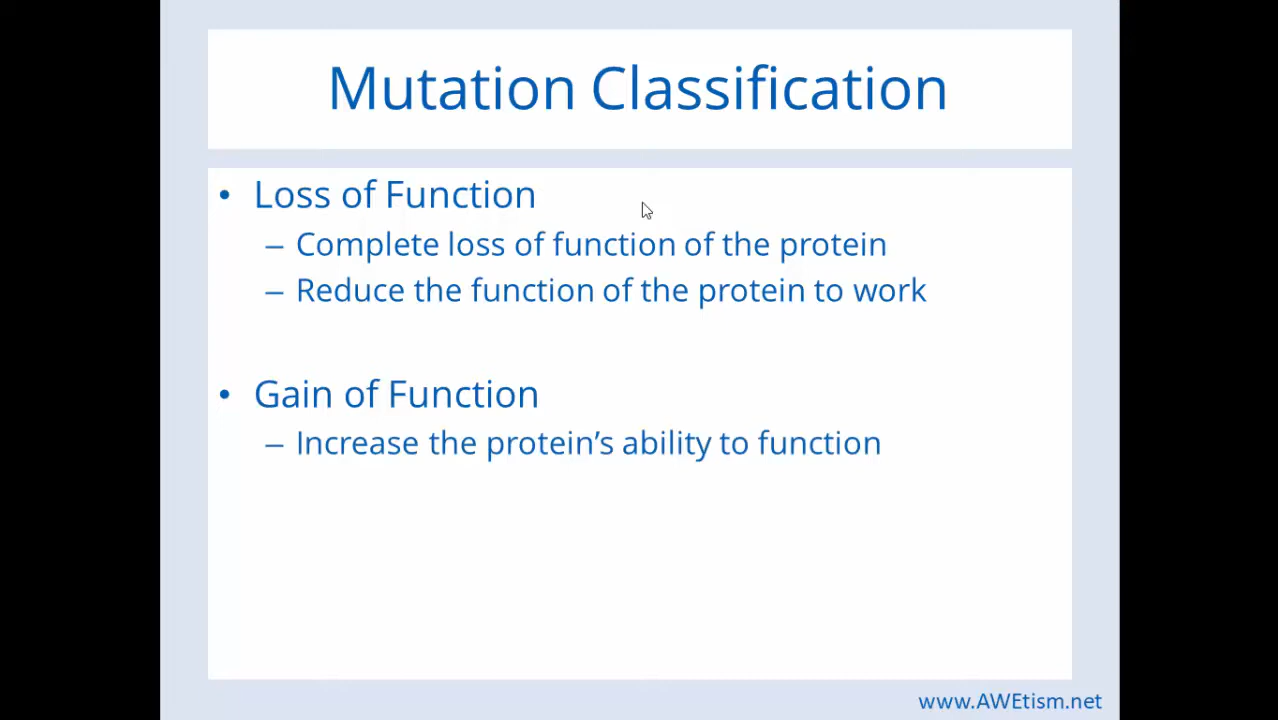 Mutation Classification
• Loss of Function
– Complete loss of function of the protein
– Reduce the function of the protein to work
• Gain of Function
– Increase the protein’s ability to function
www.AWEtism.net